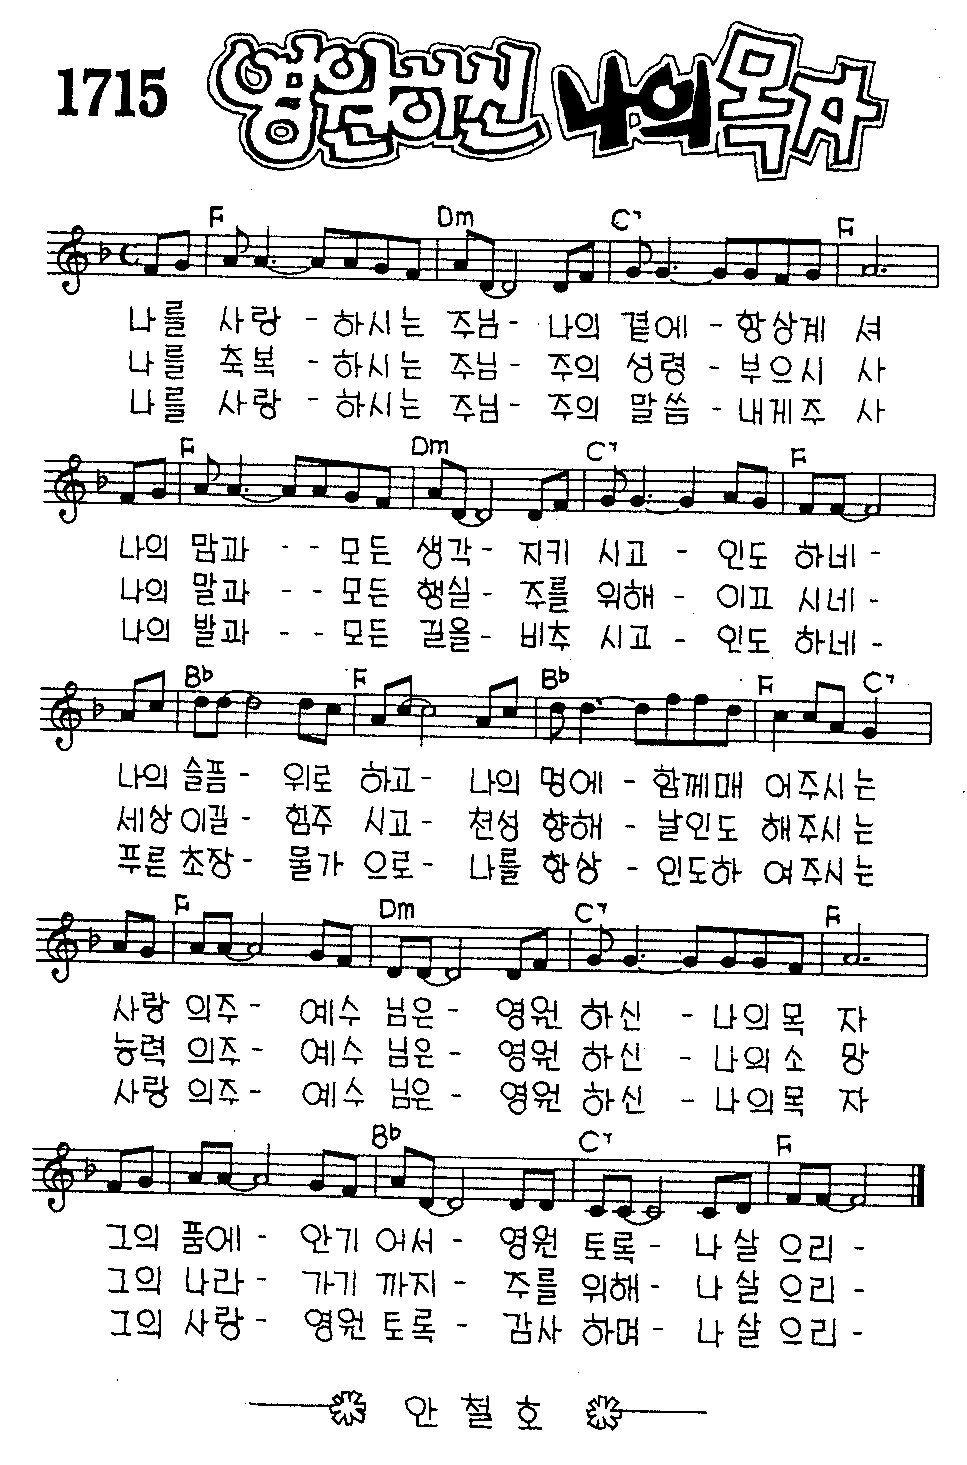 1715 영원하신 나의 목자
F Dm C7 F
나를 사랑 - 하시는 주님 - 나의 곁에 - 항상계 셔
나를 축복 - 하시는 주님 - 주의 성령 - 부으시 사
나를 사랑 - 하시는 주님 - 주의 말씀 - 내게주 사
F Dm C7 F
나의 맘과 - - 모든 생각 - 지키 시고 - 인도 하네 -
나의 말과 - - 모든 행실 - 주를 위해 - 이끄 시네 -
나의 발과 - - 모든 길을 - 비추 시고 - 인도 하네 -
B♭ F B♭ F C7
나의 슬픔 - 위로 하고 - 나의 멍에 - 함께매 어주시는
세상이길 - 힘주 시고 - 천성 향해 - 날인도 해주시는
푸른초장 - 물가 으로 - 나를 항상 - 인도하 여주시는
F Dm C7 F
사랑 의주 - 예수 님은 - 영원 하신 - 나의목 자
능력 의주 - 예수 님은 - 영원 하신 - 나의소 망
사랑 의주 - 예수 님은 - 영원 하신 - 나의목 자
B♭ C7 F
그의 품에 - 안기 어서 - 영원 토록 - 나 살 으리 -
그의 나라 - 가기 까지 - 주를 위해 - 나 살 으리 -
그의 사랑 - 영원 토록 - 감사 하며 - 나 살 으리 -
안철호